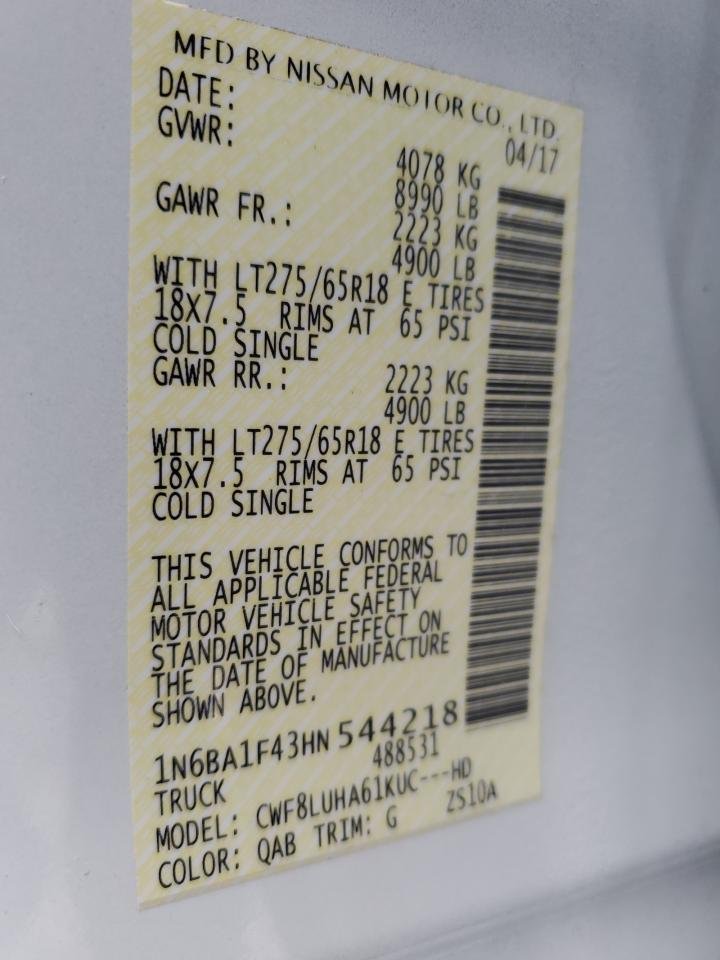 MFD BY NISSAN MOTOR CO., LTD.
DATE: 04/17
GVWR: 4078 KG
8990 LB
GAWR FR.: 2223 KG
4900 LB
WITH LT275/65R18 E TIRES
18X7.5 RIMS AT 65 PSI
COLD SINGLE
GAWR RR.: 2223 KG
4900 LB
WITH LT275/65R18 E TIRES
18X7.5 RIMS AT 65 PSI
COLD SINGLE
THIS VEHICLE CONFORMS TO
ALL APPLICABLE FEDERAL
MOTOR VEHICLE SAFETY
STANDARDS IN EFFECT ON
THE DATE OF MANUFACTURE
SHOWN ABOVE.
1N6BA1F43HN544218
TRUCK 488531
MODEL: CWF8LUHA61KUC---HD
COLOR: QAB TRIM: G ZS10A